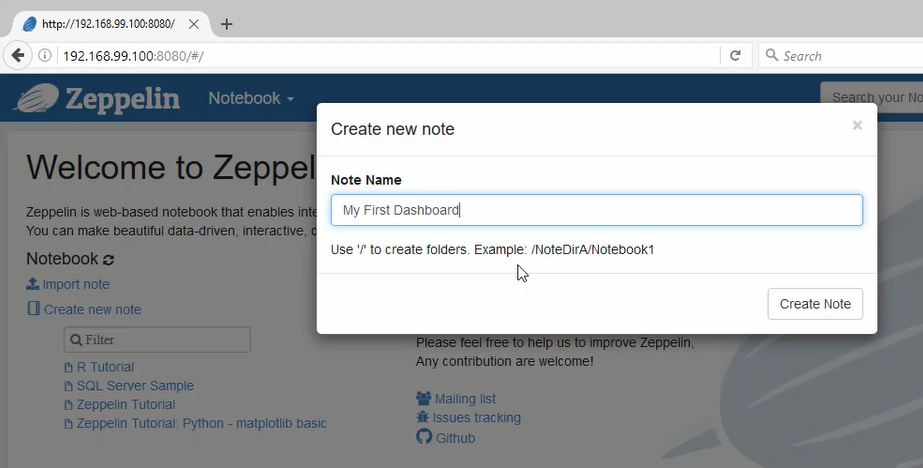 http://192.168.99.100:8080/
192.168.99.100:8080/#/
Search
Zeppelin
Notebook
Search your No
Create new note
×
Note Name
My First Dashboard
Use '/' to create folders. Example: /NoteDirA/Notebook1
Create Note
Welcome to Zeppelin
Zeppelin is web-based notebook that enables inte
You can make beautiful data-driven, interactive, c
Notebook
Import note
Create new note
Filter
R Tutorial
SQL Server Sample
Zeppelin Tutorial
Zeppelin Tutorial: Python - matplotlib basic
Please feel free to help us to improve Zeppelin,
Any contribution are welcome!
Mailing list
Issues tracking
Github